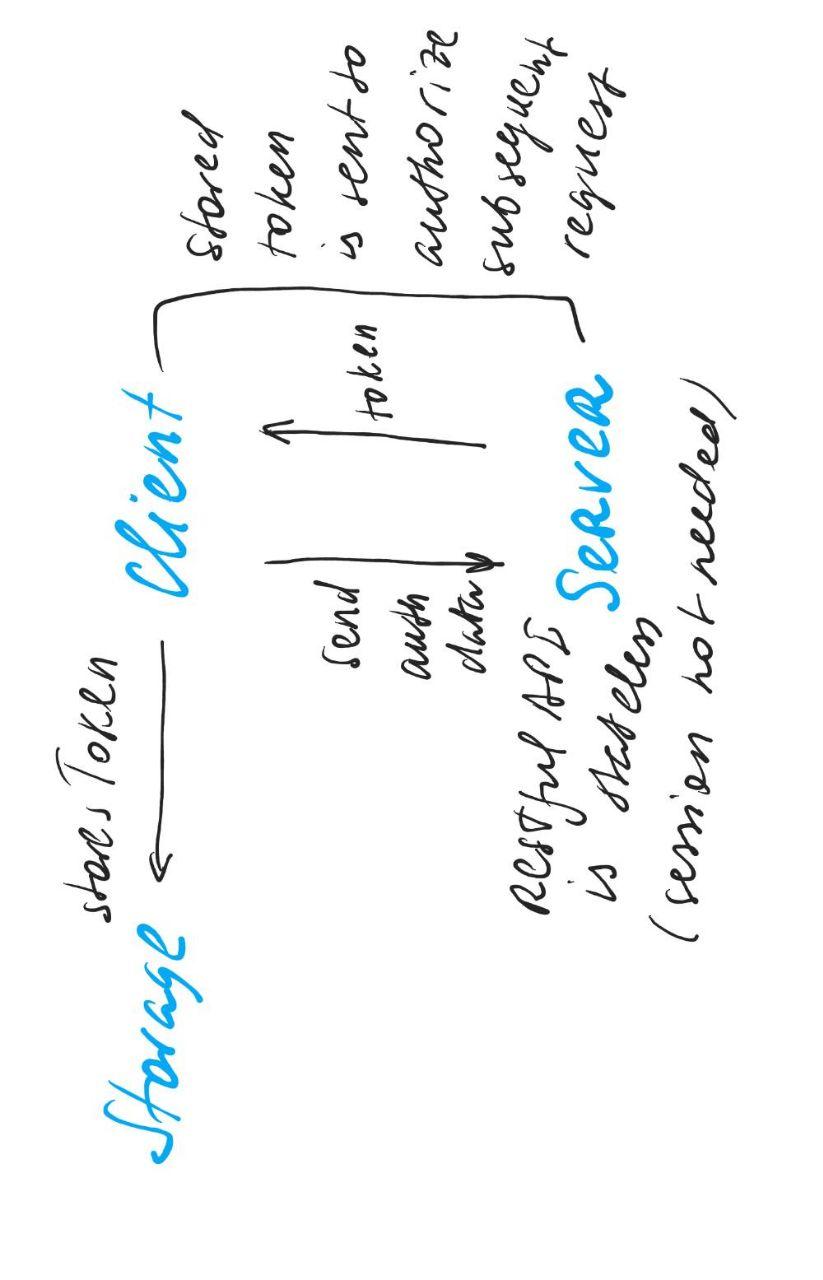 stores Token
Storage
Client
stored
token
is sent to
authorize
subsequent
request
send
auth
data
token
RESTful API
is stateless
(session not needed)
SERVER